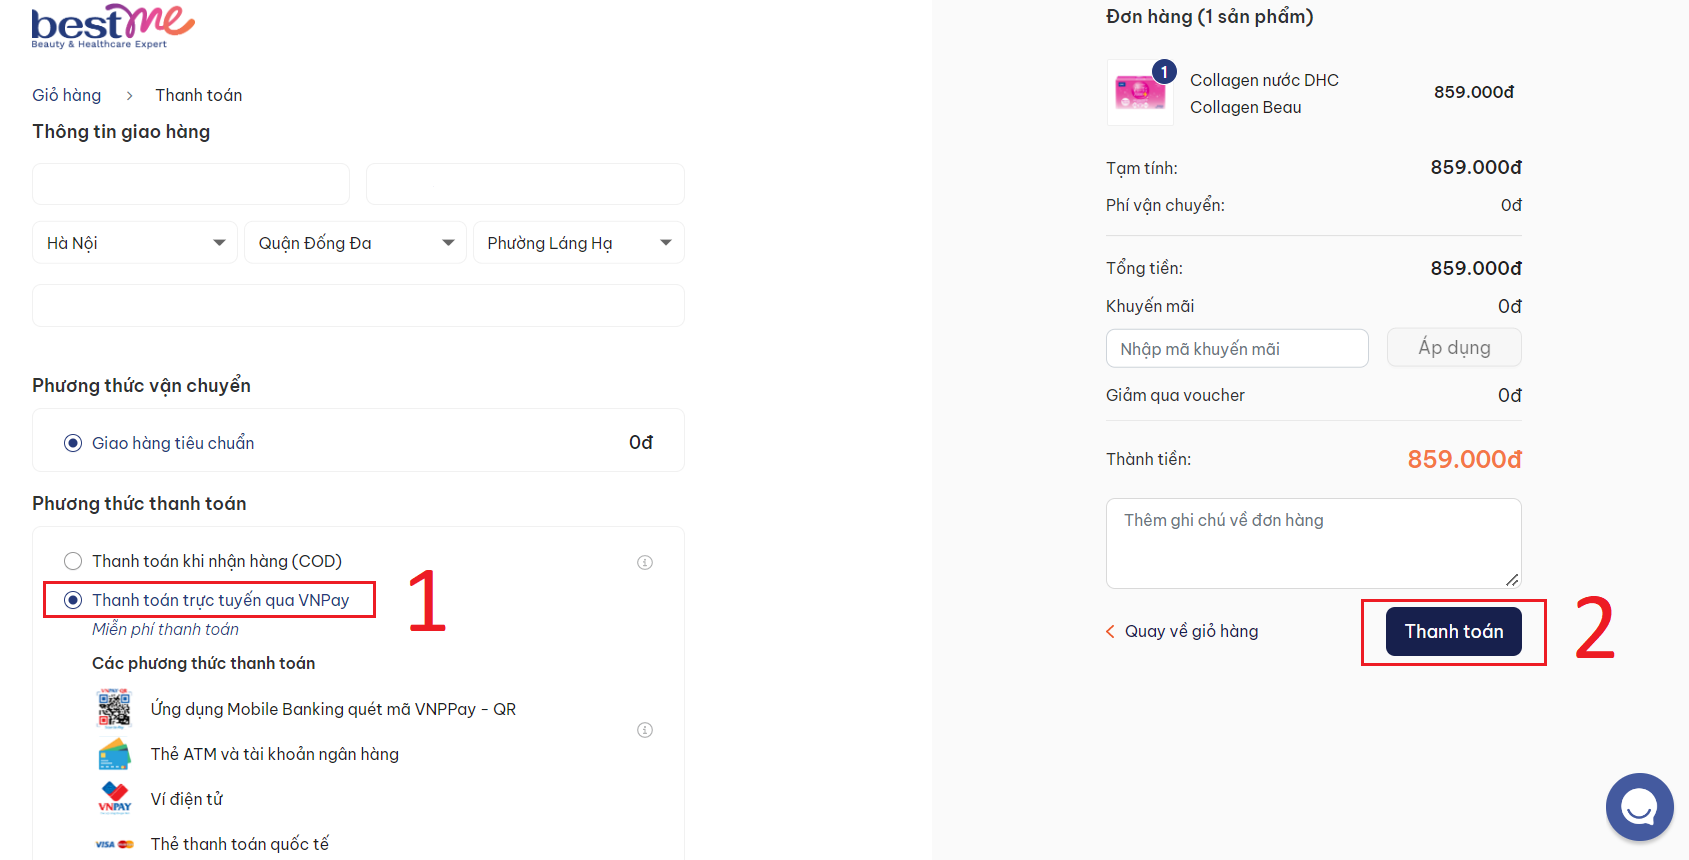 bestme
Beauty & Healthcare Expert
Giỏ hàng > Thanh toán
Thông tin giao hàng
Hà Nội
Quận Đống Đa
Phường Láng Hạ
Phương thức vận chuyển
Giao hàng tiêu chuẩn
0đ
Phương thức thanh toán
Thanh toán khi nhận hàng (COD)
Thanh toán trực tuyến qua VNPay
1
Miễn phí thanh toán
Các phương thức thanh toán
VNPAY QR
Ứng dụng Mobile Banking quét mã VNPPay - QR
Thẻ ATM và tài khoản ngân hàng
VNPAY
Ví điện tử
VISA
Thẻ thanh toán quốc tế
Đơn hàng (1 sản phẩm)
1
Collagen nước DHC
Collagen Beau
859.000đ
Tạm tính:
859.000đ
Phí vận chuyển:
0đ
Tổng tiền:
859.000đ
Khuyến mãi
0đ
Nhập mã khuyến mãi
Áp dụng
Giảm qua voucher
0đ
Thành tiền:
859.000đ
Thêm ghi chú về đơn hàng
Quay về giỏ hàng
Thanh toán
2